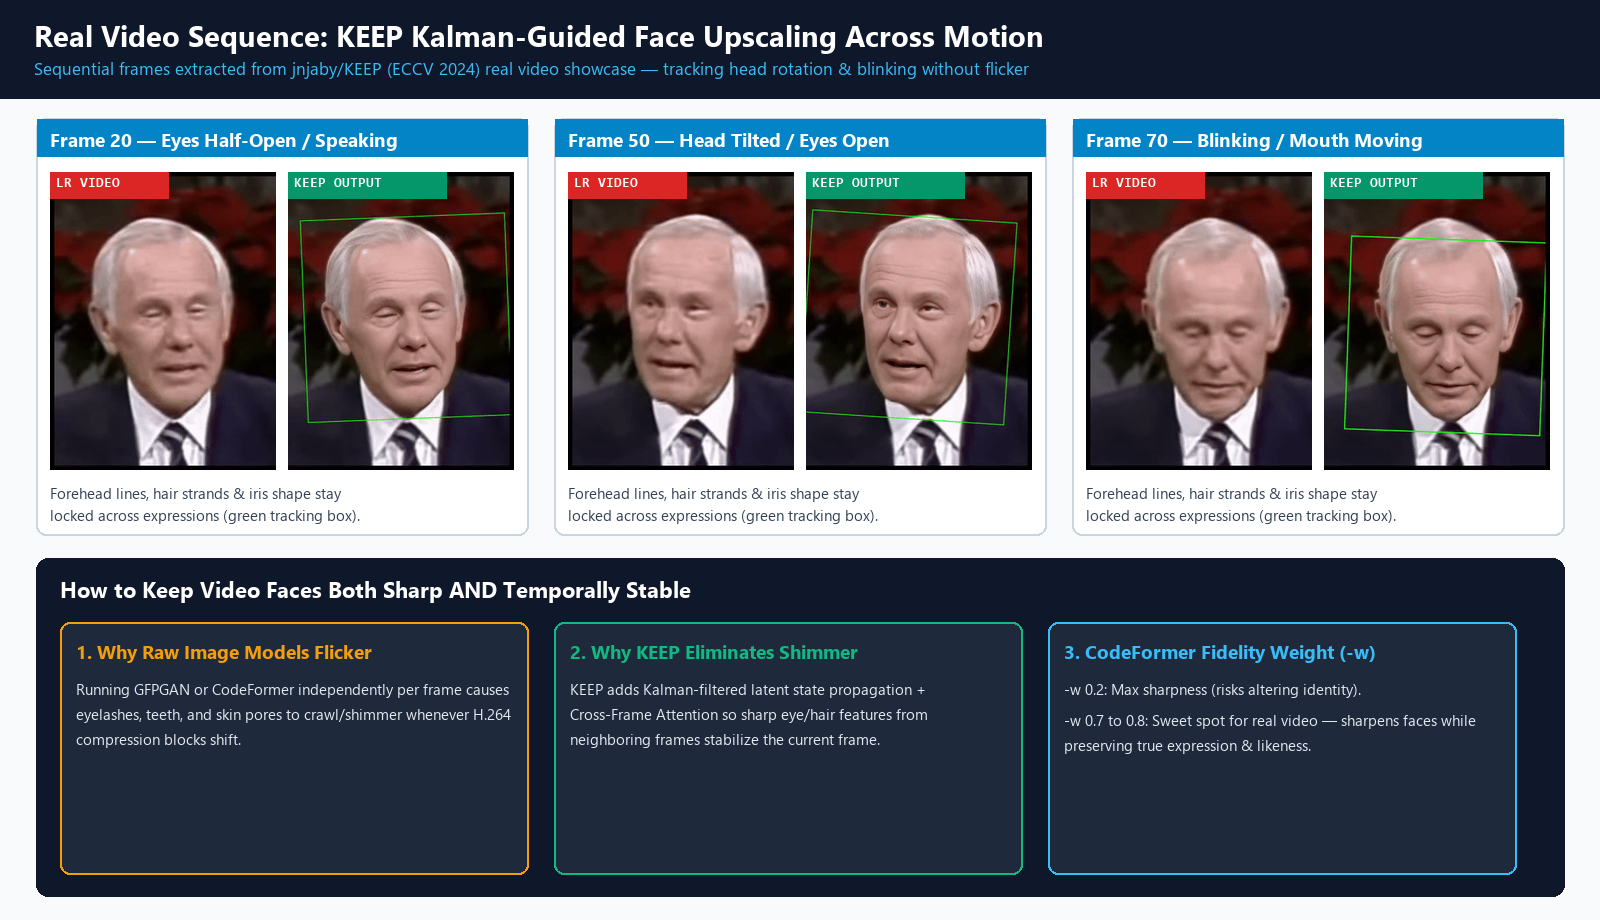 Real Video Sequence: KEEP Kalman-Guided Face Upscaling Across Motion
Sequential frames extracted from jnjaby/KEEP (ECCV 2024) real video showcase — tracking head rotation & blinking without flicker
Frame 20 — Eyes Half-Open / Speaking
LR VIDEO
KEEP OUTPUT
Forehead lines, hair strands & iris shape stay
locked across expressions (green tracking box).
Frame 50 — Head Tilted / Eyes Open
LR VIDEO
KEEP OUTPUT
Forehead lines, hair strands & iris shape stay
locked across expressions (green tracking box).
Frame 70 — Blinking / Mouth Moving
LR VIDEO
KEEP OUTPUT
Forehead lines, hair strands & iris shape stay
locked across expressions (green tracking box).
How to Keep Video Faces Both Sharp AND Temporally Stable
1. Why Raw Image Models Flicker
Running GFPGAN or CodeFormer independently per frame causes
eyelashes, teeth, and skin pores to crawl/shimmer whenever H.264
compression blocks shift.
2. Why KEEP Eliminates Shimmer
KEEP adds Kalman-filtered latent state propagation +
Cross-Frame Attention so sharp eye/hair features from
neighboring frames stabilize the current frame.
3. CodeFormer Fidelity Weight (-w)
-w 0.2: Max sharpness (risks altering identity).
-w 0.7 to 0.8: Sweet spot for real video — sharpens faces while
preserving true expression & likeness.